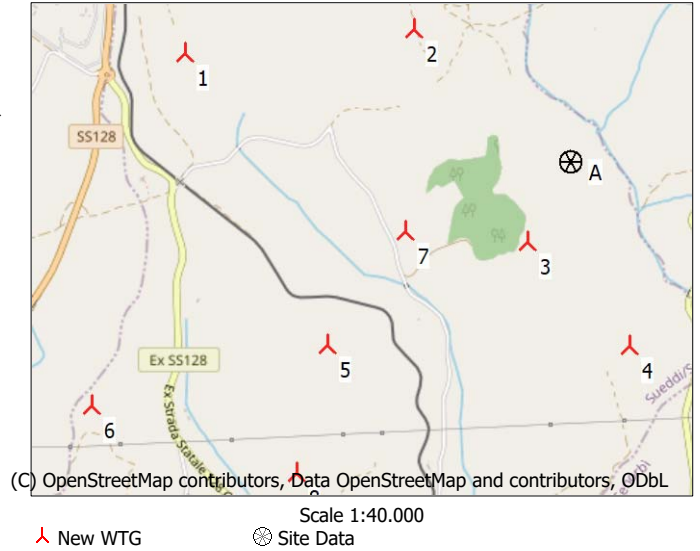 2
1
SS128
A
7
3
Ex SS128
5
4
6
(C) OpenStreetMap contributors, Data OpenStreetMap and contributors, ODbL
Scale 1:40.000
New WTG
Site Data